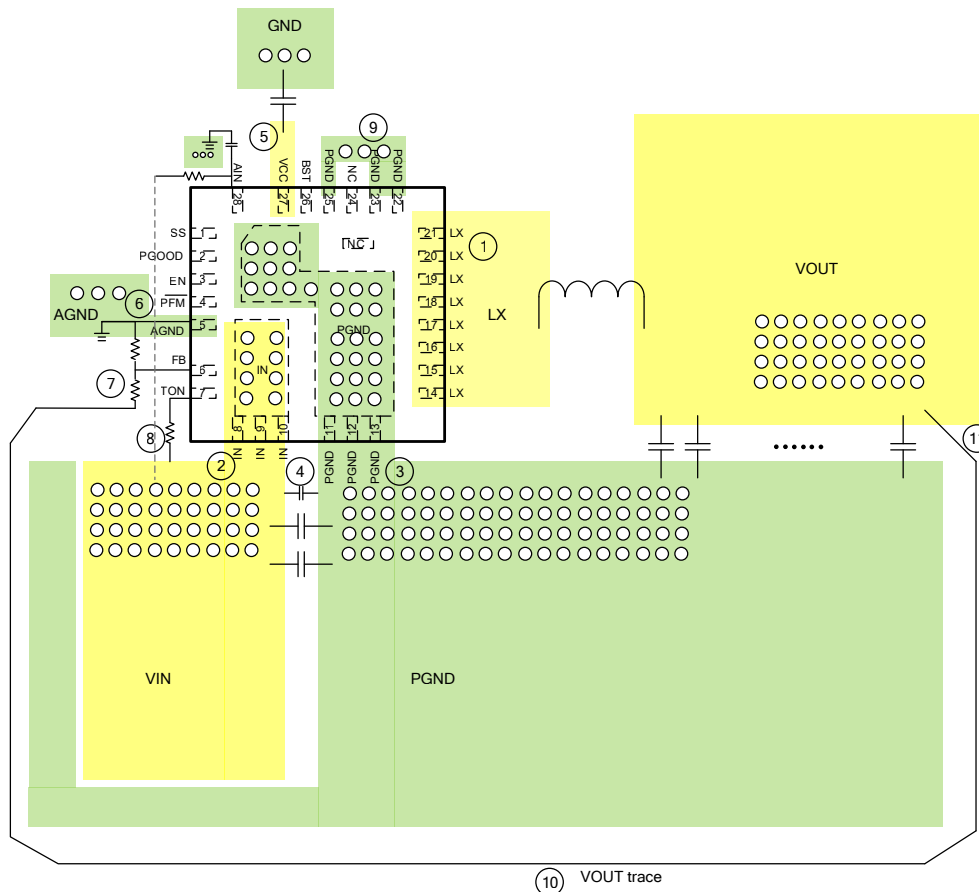 GND
5
9
AIN
VCC
BST
PGND
NC
PGND
PGND
28
27
26
25
24
23
22
SS 1
PGOOD 2
EN 3
PFM 4
AGND 5
FB 6
TON 7
NC
21 LX
20 LX
19 LX
18 LX
17 LX
16 LX
15 LX
14 LX
1
LX
VOUT
6
AGND
7
8
PGND
IN
8
9
10
11
12
13
IN
IN
IN
PGND
PGND
PGND
2
4
3
......
11
VIN
PGND
10 VOUT trace